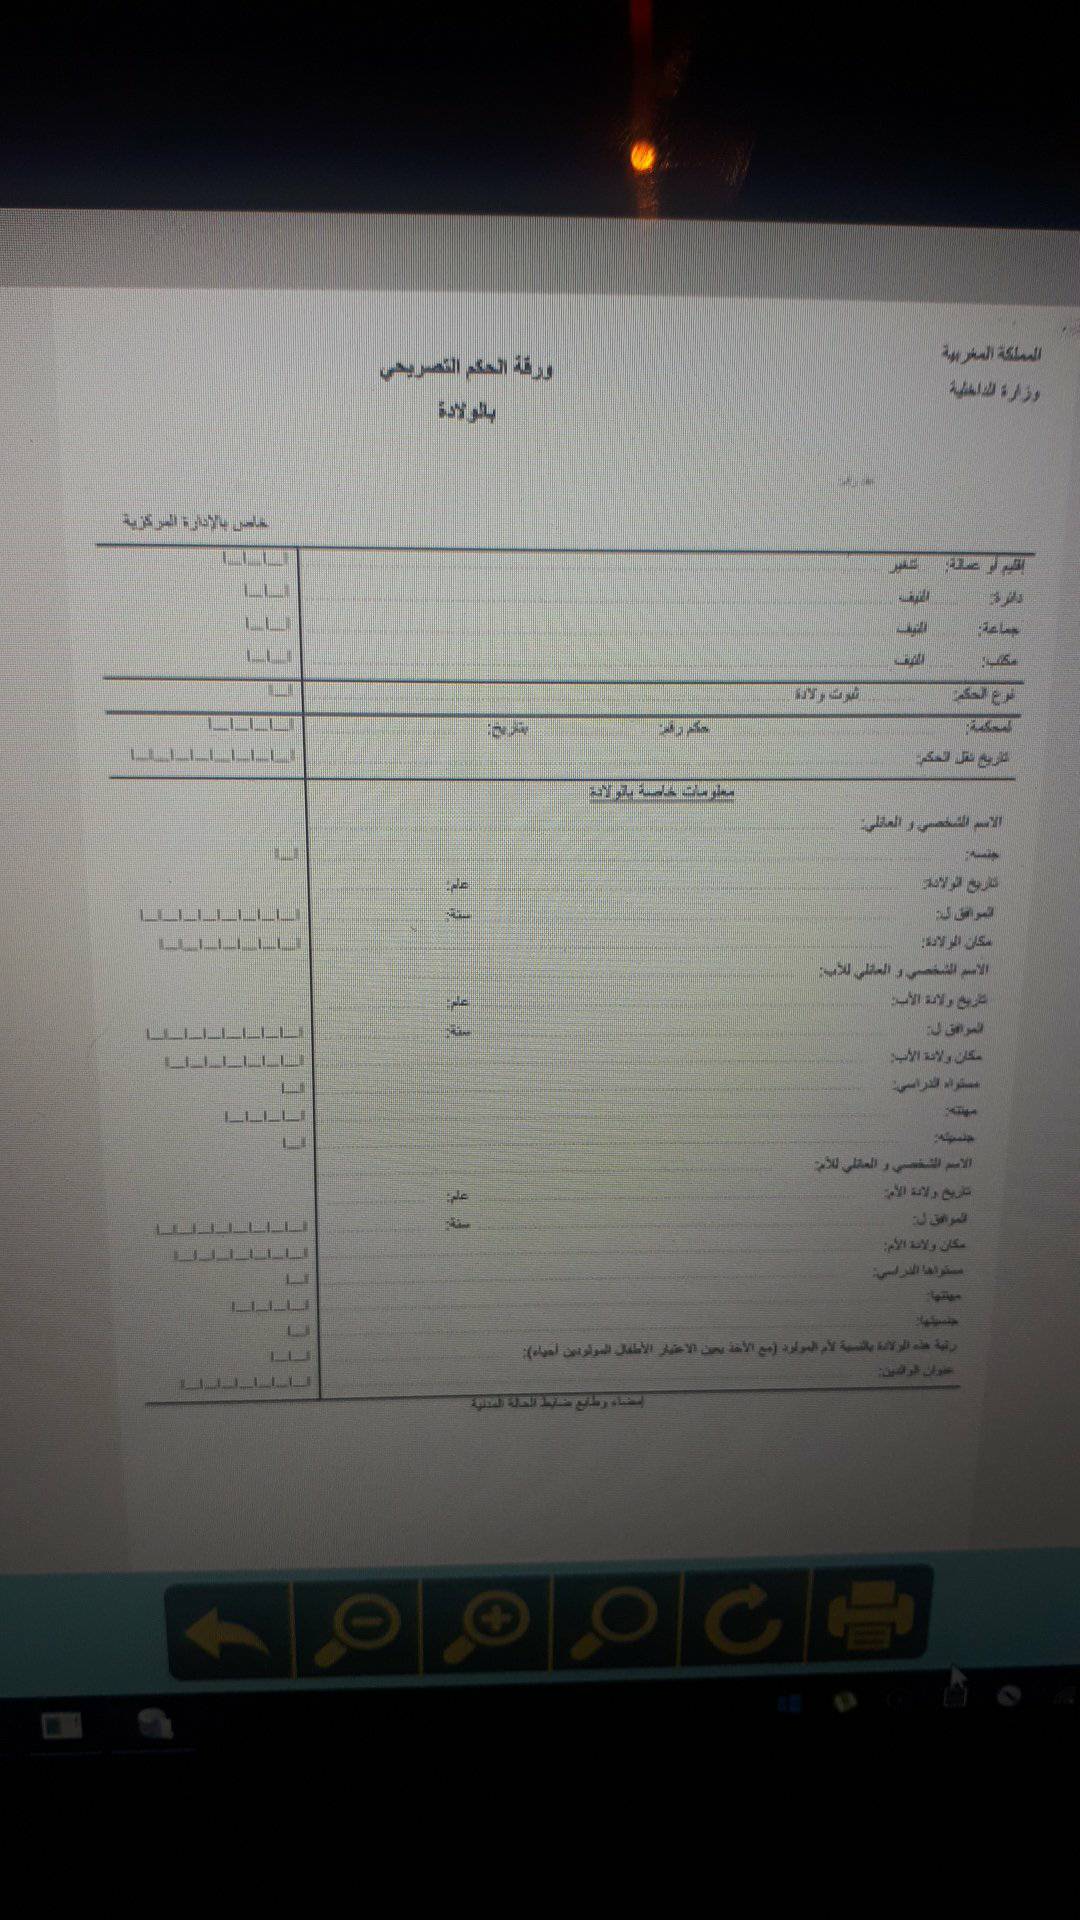 المملكة المغربية
وزارة الداخلية
ورقة الحكم التصريحي
بالولادة
عقد رقم:
خاص بالإدارة المركزية
إقليم أو عمالة: تنغير
دائرة: النيف
جماعة: النيف
مكتب: النيف
نوع الحكم: ثبوت ولادة
لمحكمة: حكم رقم: بتاريخ:
تاريخ نقل الحكم:
معلومات خاصة بالولادة
الاسم الشخصي و العائلي:
جنسه:
تاريخ الولادة: عام:
الموافق ل: سنة:
مكان الولادة:
الاسم الشخصي و العائلي للأب:
تاريخ ولادة الأب: عام:
الموافق ل: سنة:
مكان ولادة الأب:
مستواه الدراسي:
مهنته:
جنسيته:
الاسم الشخصي و العائلي للأم:
تاريخ ولادة الأم: عام:
الموافق ل: سنة:
مكان ولادة الأم:
مستواها الدراسي:
مهنتها:
جنسيتها:
رتبة هذه الولادة بالنسبة لأم المولود (مع الأخذ بعين الاعتبار الأطفال المولودين أحياء):
عنوان الوالدين:
إمضاء وطابع ضابط الحالة المدنية